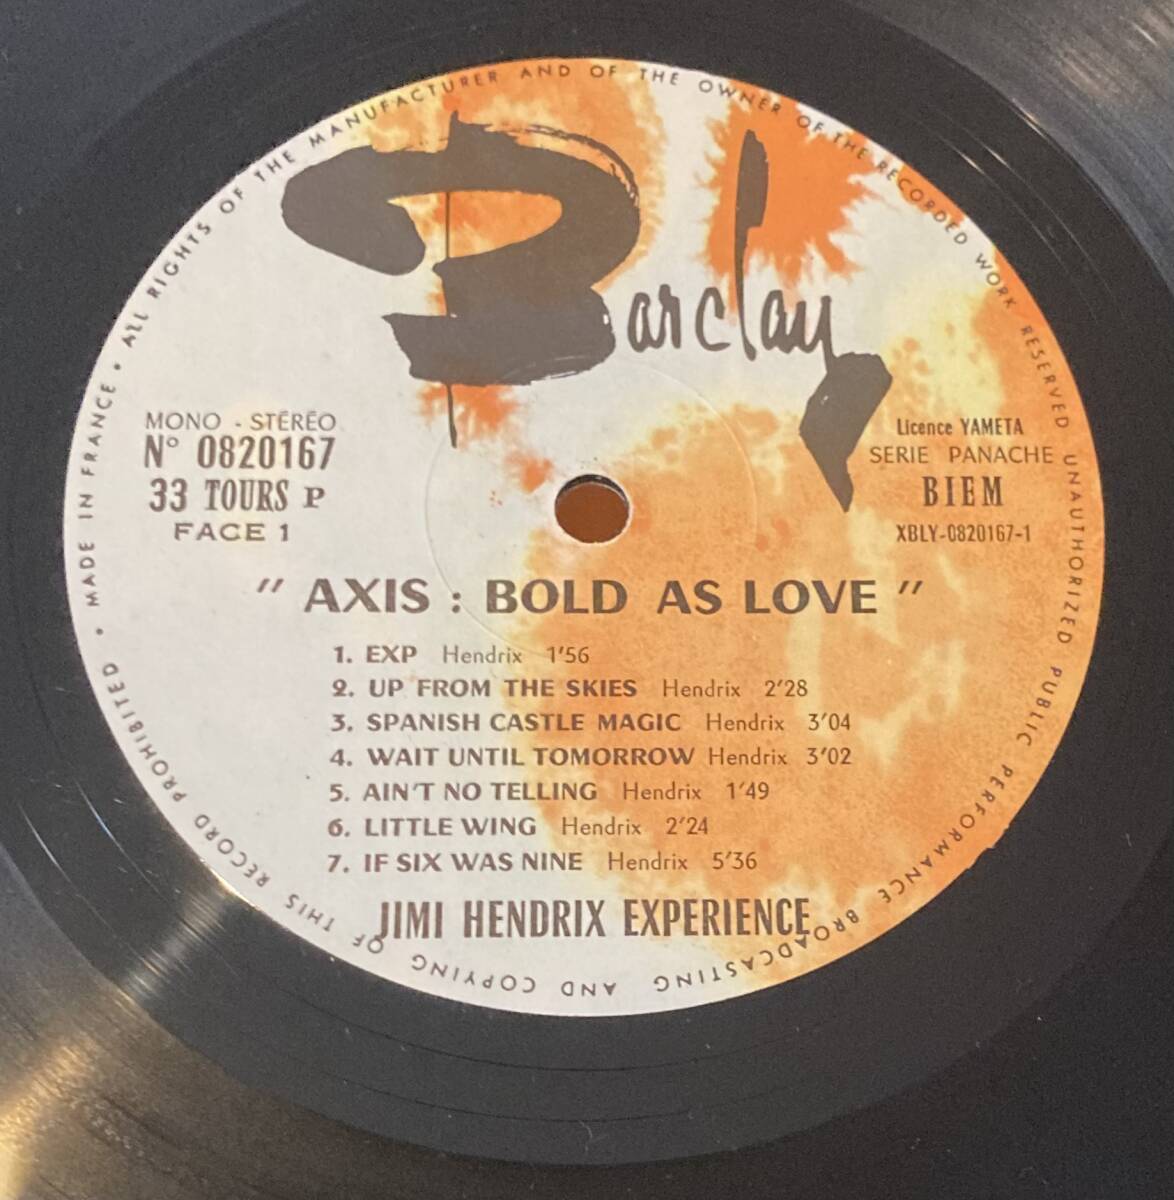 Barclay
MONO - STÉRÉO
N° 0820167
33 TOURS P
FACE 1
Licence YAMETA
SERIE PANACHE
BIEM
XBLY-0820167-1
" AXIS : BOLD AS LOVE "
1. EXP Hendrix 1'56
2. UP FROM THE SKIES Hendrix 2'28
3. SPANISH CASTLE MAGIC Hendrix 3'04
4. WAIT UNTIL TOMORROW Hendrix 3'02
5. AIN'T NO TELLING Hendrix 1'49
6. LITTLE WING Hendrix 2'24
7. IF SIX WAS NINE Hendrix 5'36
JIMI HENDRIX EXPERIENCE
MADE IN FRANCE • ALL RIGHTS OF THE MANUFACTURER AND OF THE OWNER OF THE RECORDED WORK RESERVED UNAUTHORIZED PUBLIC PERFORMANCE BROADCASTING AND COPYING OF THIS RECORD PROHIBITED •